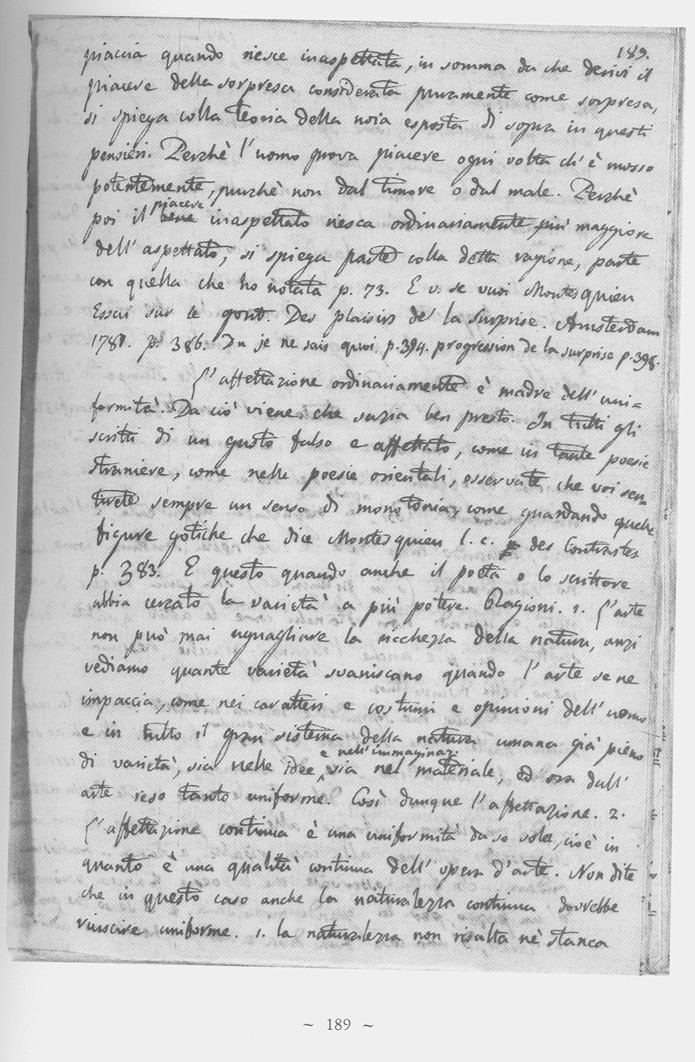 189.
piaccia quando riesce inaspettata, in somma da che derivi il
piacere della sorpresa considerata puramente come sorpresa,
si spiega colla teoria della noia esposta di sopra in questi
pensieri. Perchè l'uomo prova piacere ogni volta ch'è mosso
potentemente, purchè non dal timore o dal male. Perchè
piacere
poi il bene inaspettato riesca ordinariamente più maggiore
dell'aspettato, si spiega parte colla detta ragione, parte
con quella che ho notata p. 73. E v. se vuoi Montesquieu
Essai sur le gout. Des plaisirs de la surprise. Amsterdam
1781. p. 386. Du je ne sais quoi p. 394. progression de la surprise p. 398.
L'affettazione ordinariamente è madre dell'uni=
formità. Da ciò viene che sazia ben presto. In tutti gli
scritti di un gusto falso e affettato, come in tante poesie
straniere, come nelle poesie orientali, osservate che voi sen=
tirete sempre un senso di monotonia, come guardando quelle
figure gotiche che dice Montesquieu l. c. des Contrastes
p. 383. E questo quando anche il poeta o lo scrittore
abbia cercato la varietà a più potere. Ragioni. 1. L'arte
non può mai uguagliare la ricchezza della natura, anzi
vediamo quante varietà svaniscano quando l'arte se ne
impaccia, come nei caratteri e costumi e opinioni dell'uomo
e in tutto il gran sistema della natura umana già pieno
e nell'immaginaz.
di varietà, sia nelle idee, sia nel materiale, ed ora dall'
arte reso tanto uniforme. Così dunque l'affettazione. 2.
L'affettazione continua è una uniformità da se sola, cioè in
quanto è una qualità continua dell'opera d'arte. Non dite
che in questo caso anche la naturalezza continua dovrebbe
riuscire uniforme. 1. la naturalezza non risalta nè stanca
~ 189 ~